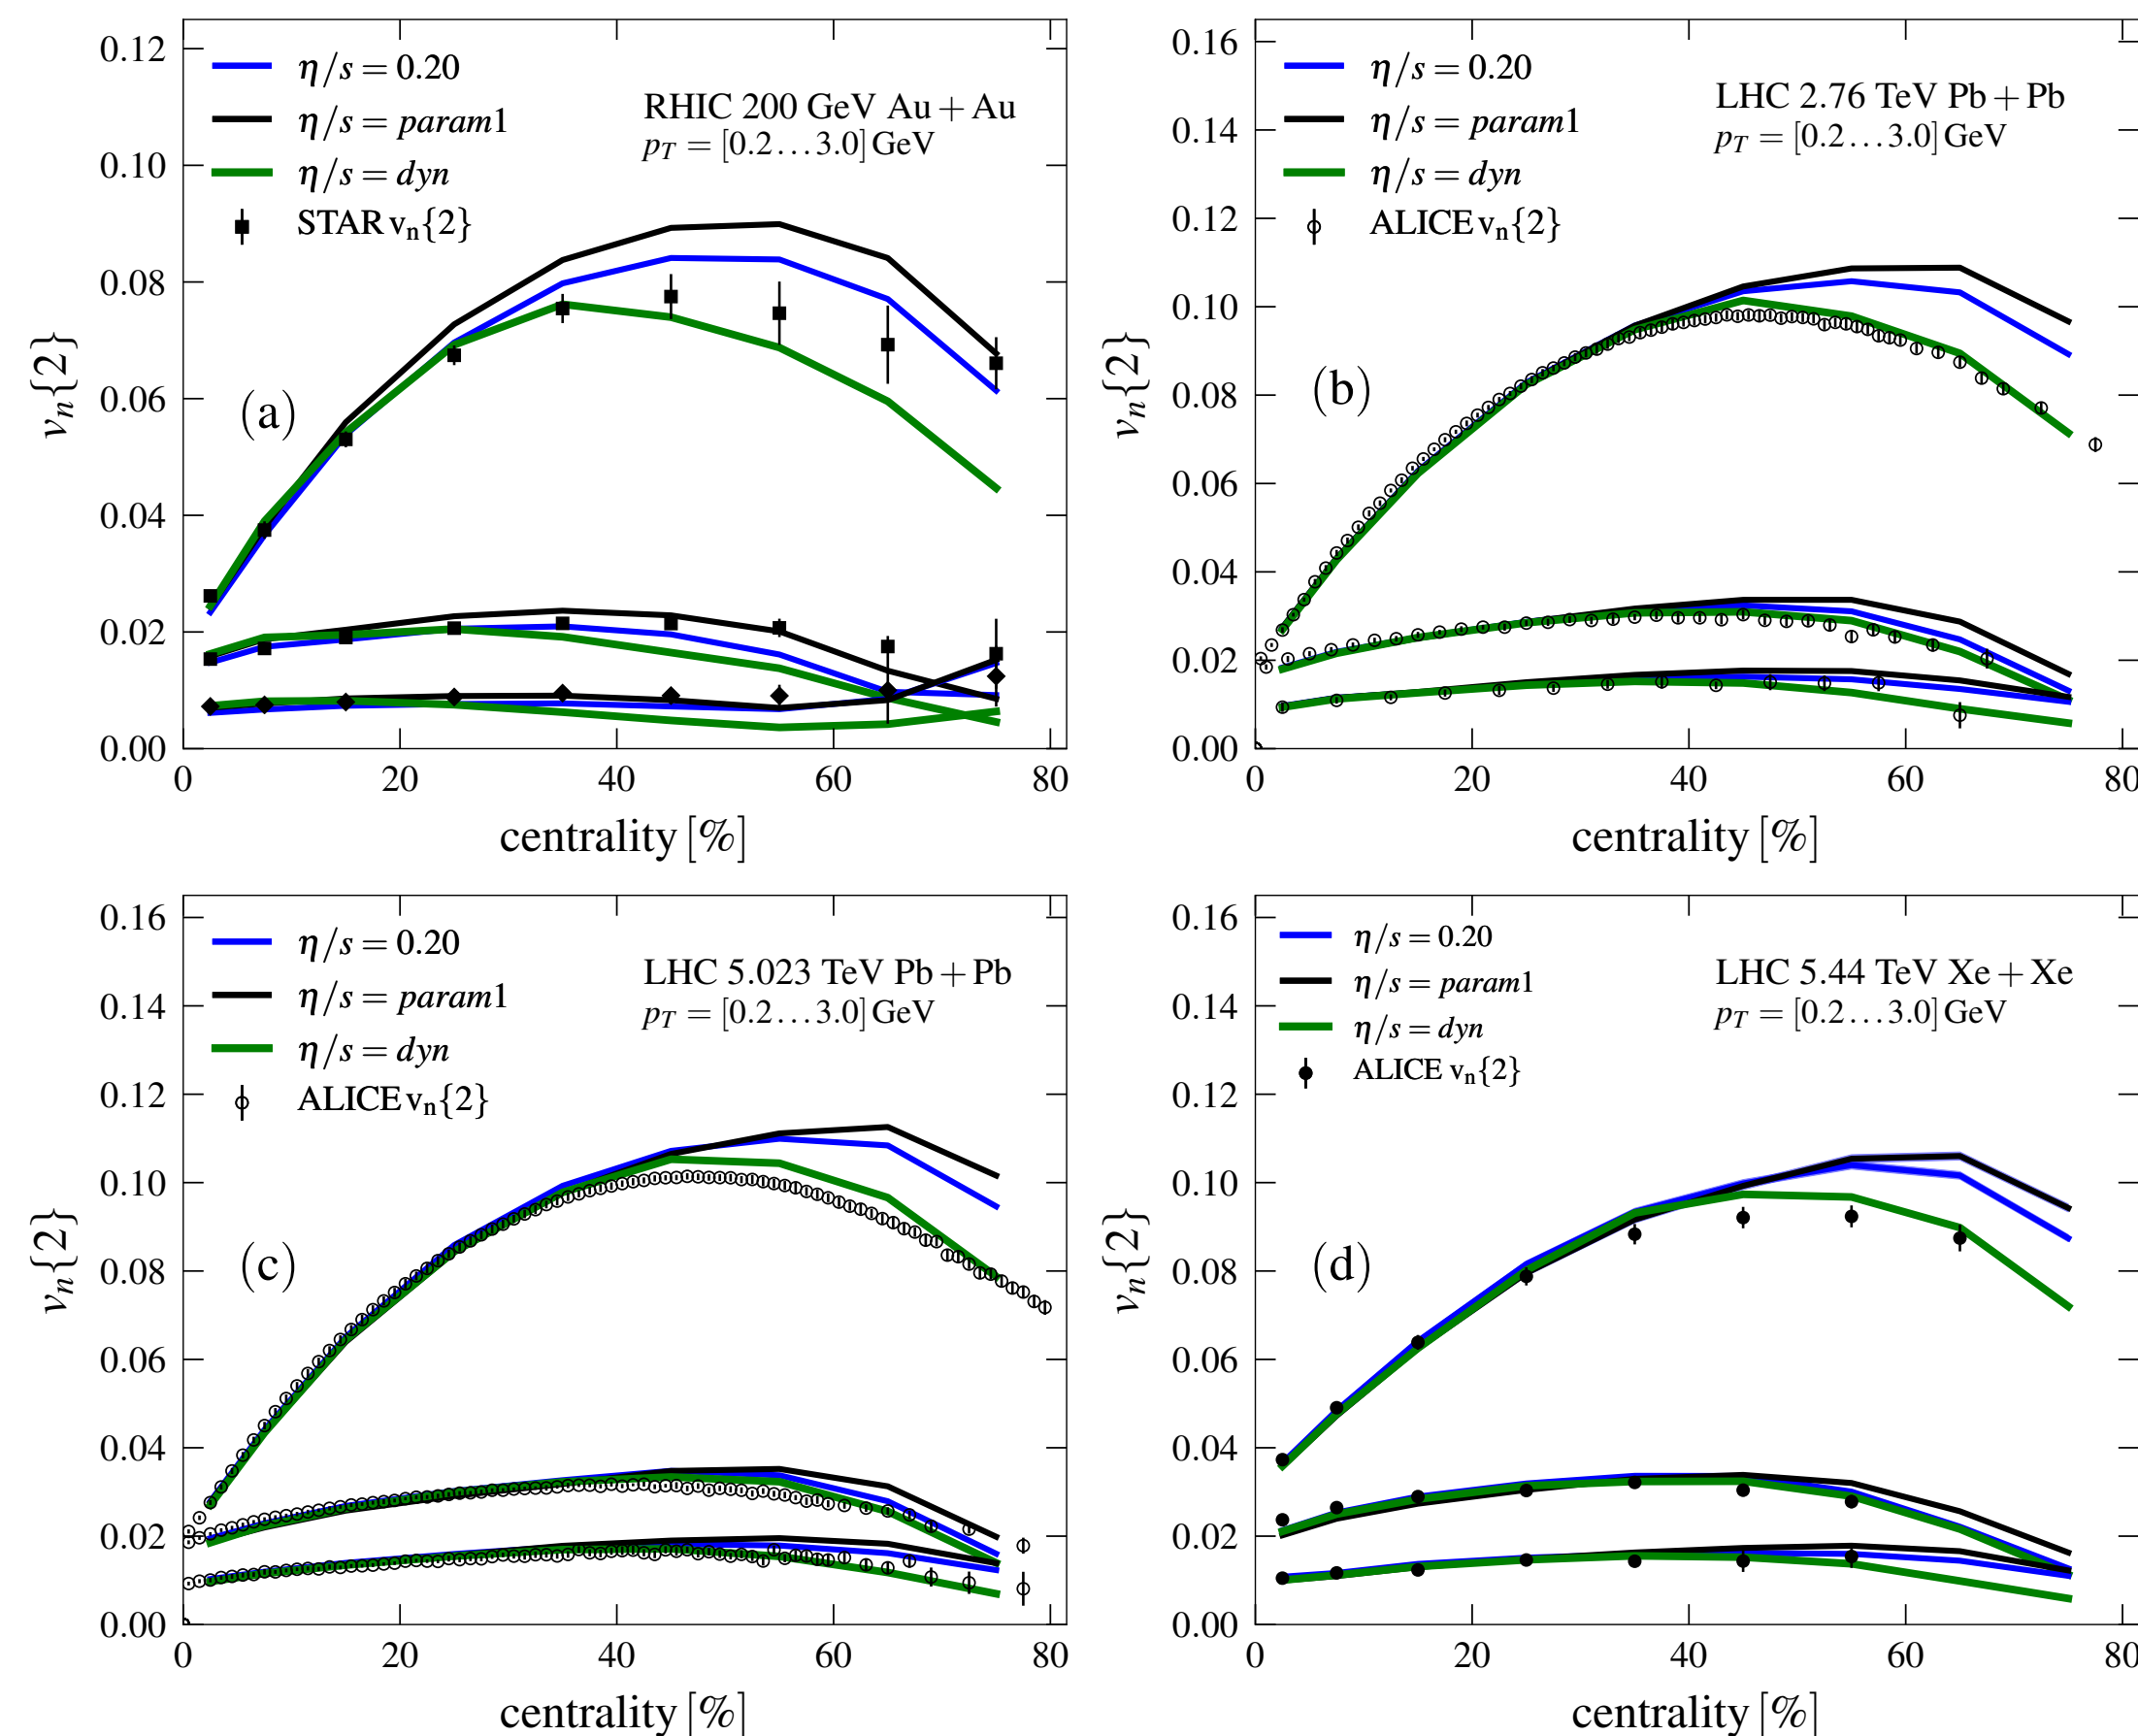 0.12
0.10
0.08
0.06
0.04
0.02
0.00
v_n{2}
η/s = 0.20
η/s = param1
η/s = dyn
STAR v_n{2}
RHIC 200 GeV Au + Au
p_T = [0.2…3.0] GeV
(a)
0 20 40 60 80
centrality [%]
0.16
0.14
0.12
0.10
0.08
0.06
0.04
0.02
0.00
v_n{2}
η/s = 0.20
η/s = param1
η/s = dyn
ALICE v_n{2}
LHC 2.76 TeV Pb + Pb
p_T = [0.2…3.0] GeV
(b)
0 20 40 60 80
centrality [%]
0.16
0.14
0.12
0.10
0.08
0.06
0.04
0.02
0.00
v_n{2}
η/s = 0.20
η/s = param1
η/s = dyn
ALICE v_n{2}
LHC 5.023 TeV Pb + Pb
p_T = [0.2…3.0] GeV
(c)
0 20 40 60 80
centrality [%]
0.16
0.14
0.12
0.10
0.08
0.06
0.04
0.02
0.00
v_n{2}
η/s = 0.20
η/s = param1
η/s = dyn
ALICE v_n{2}
LHC 5.44 TeV Xe + Xe
p_T = [0.2…3.0] GeV
(d)
0 20 40 60 80
centrality [%]